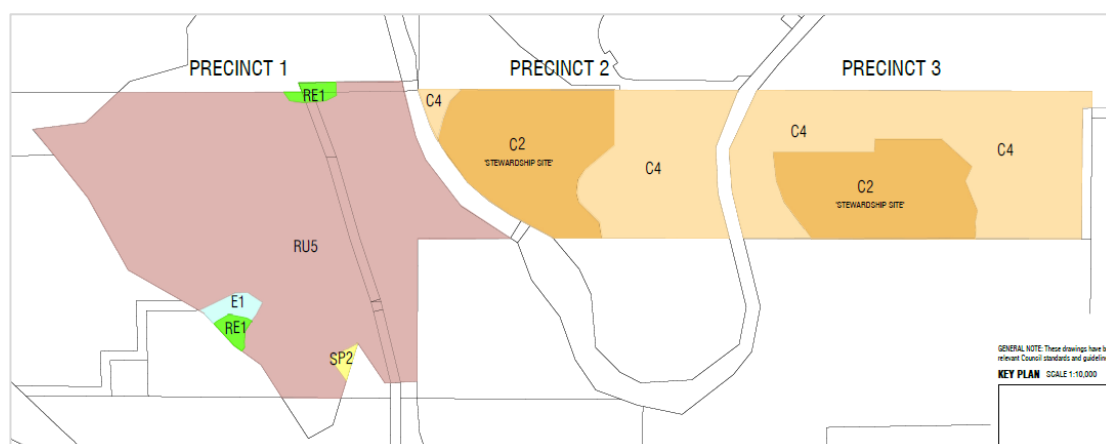 PRECINCT 1
PRECINCT 2
PRECINCT 3
RE1
C4
C2
'STEWARDSHIP SITE'
C4
C4
C4
C2
'STEWARDSHIP SITE'
RU5
E1
RE1
SP2
GENERAL NOTE: These drawings have b
relevant Council standards and guidelin
KEY PLAN SCALE 1:10,000